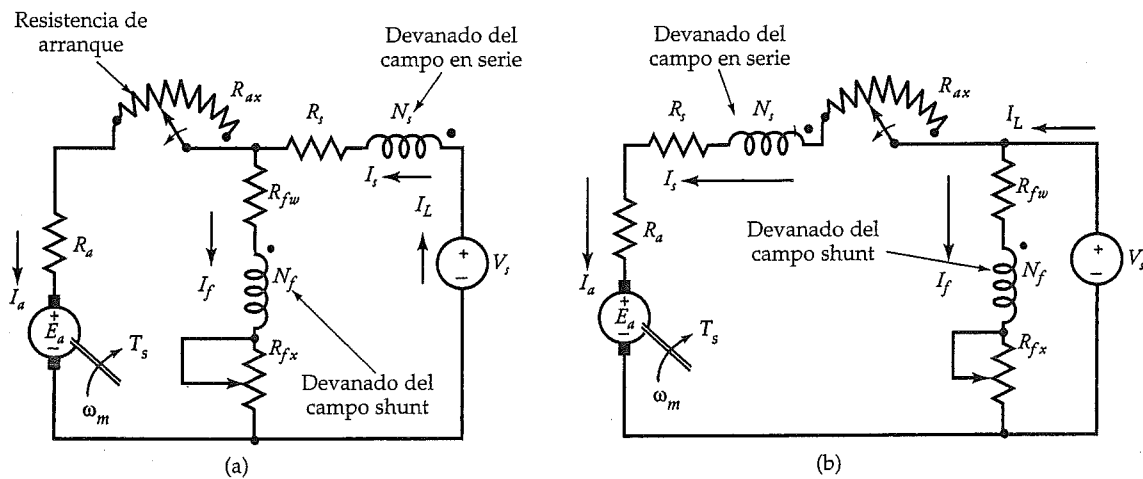 Resistencia de
arranque
R_ax
Devanado del
campo en serie
R_s
N_s
I_s
I_L
R_a
I_a
+
E_a
−
T_s
ω_m
R_fw
I_f
N_f
R_fx
Devanado del
campo shunt
+
−
V_s
(a)
Devanado del
campo en serie
R_s
N_s
R_ax
I_L
I_s
R_a
I_a
+
E_a
−
T_s
ω_m
R_fw
Devanado del
campo shunt
I_f
N_f
R_fx
+
−
V_s
(b)